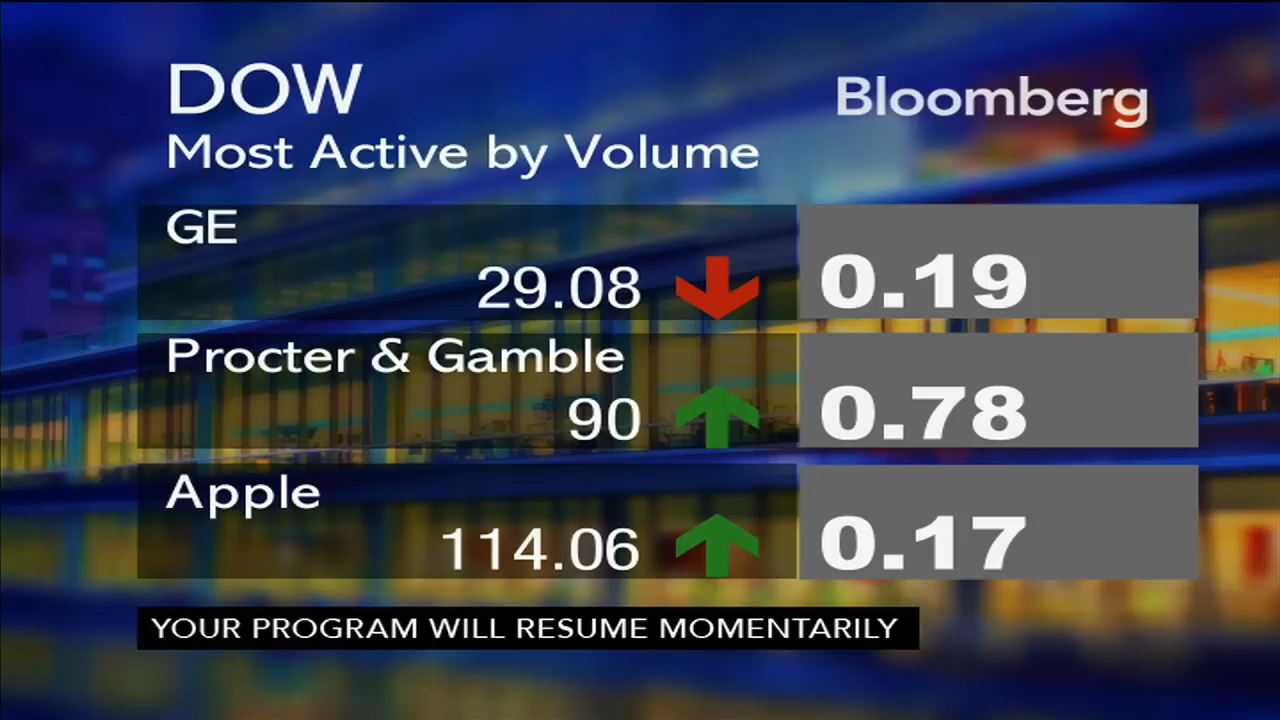 DOW
Bloomberg
Most Active by Volume
GE
29.08 0.19
Procter & Gamble
90 0.78
Apple
114.06 0.17
YOUR PROGRAM WILL RESUME MOMENTARILY